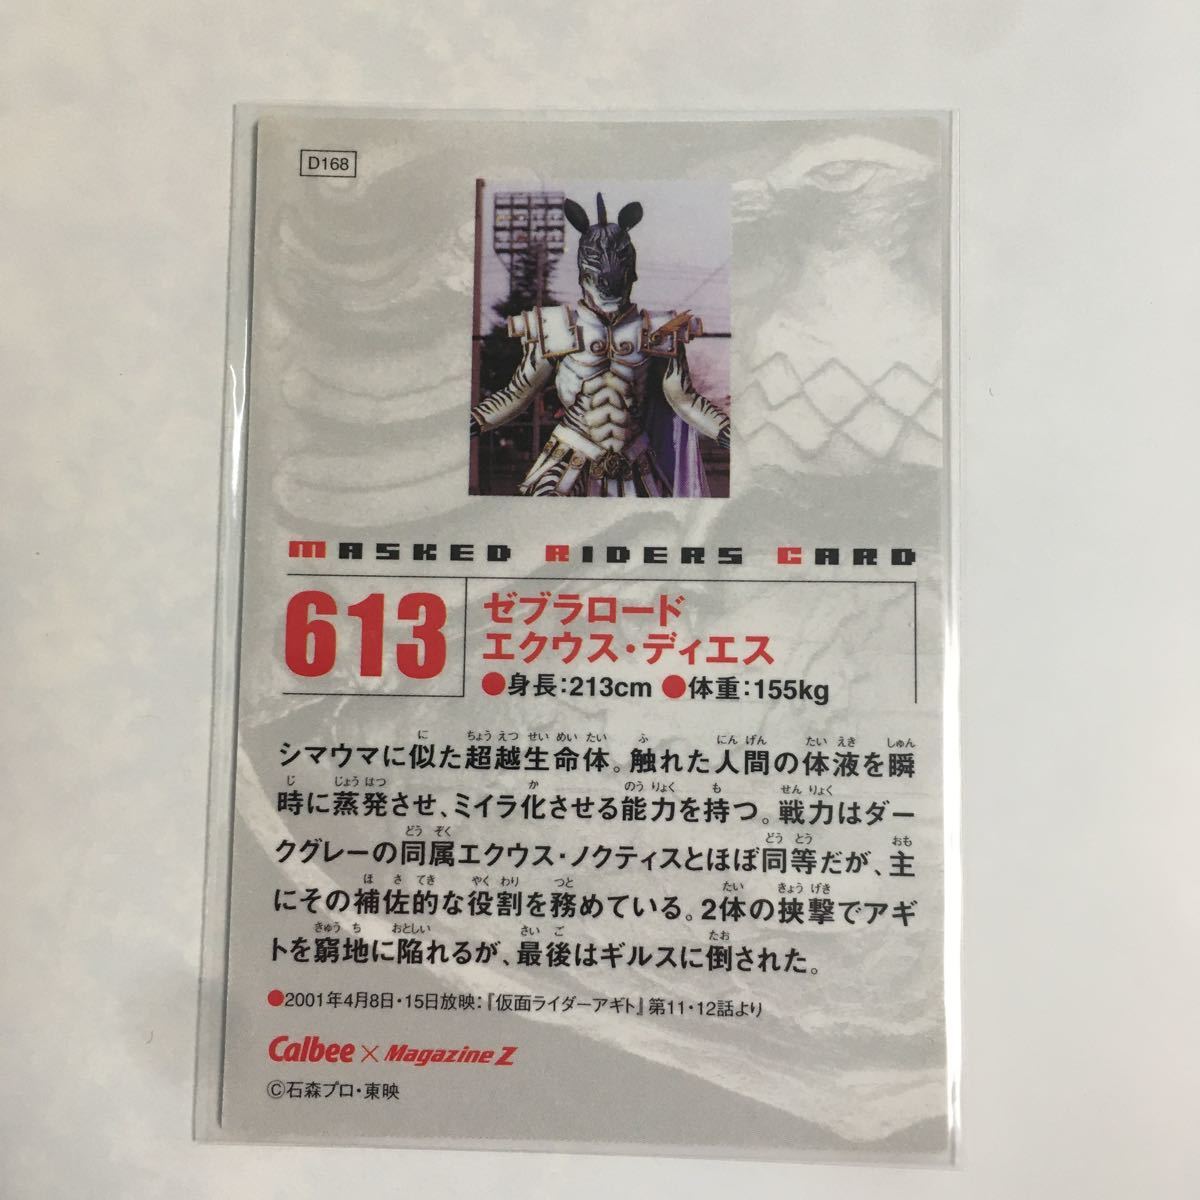 D168
MASKED RIDERS CARD
613
ゼブラロード
エクウス・ディエス
●身長:213cm ●体重:155kg
シマウマに似た超越生命体。触れた人間の体液を瞬
時に蒸発させ、ミイラ化させる能力を持つ。戦力はダー
クグレーの同属エクウス・ノクティスとほぼ同等だが、主
にその補佐的な役割を務めている。2体の挟撃でアギ
トを窮地に陥れるが、最後はギルスに倒された。
●2001年4月8日・15日放映:『仮面ライダーアギト』第11・12話より
Calbee × Magazine Z
©石森プロ・東映